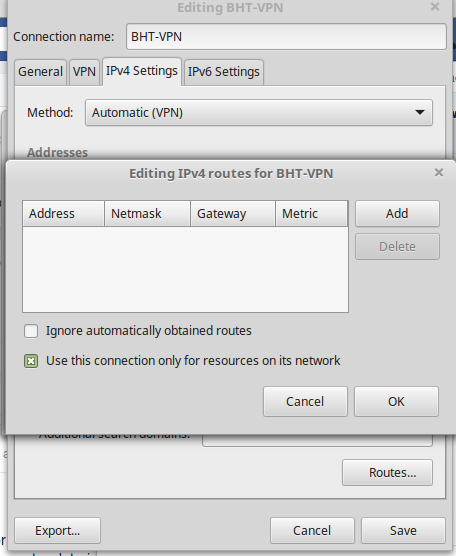 Editing BHT-VPN
Connection name: BHT-VPN
General VPN IPv4 Settings IPv6 Settings
Method: Automatic (VPN)
Addresses
Editing IPv4 routes for BHT-VPN
Address Netmask Gateway Metric Add
Delete
Ignore automatically obtained routes
Use this connection only for resources on its network
Cancel OK
Additional search domains:
Routes...
Export... Cancel Save